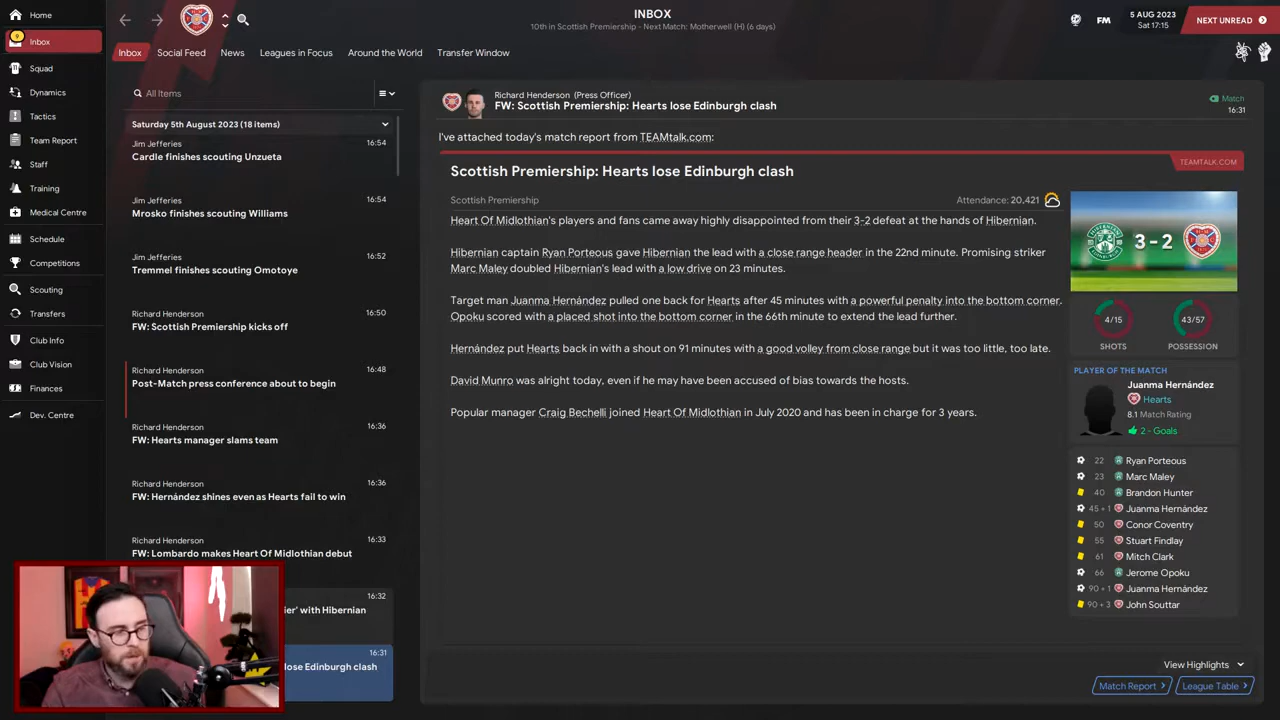 Home
Inbox
Squad
Dynamics
Tactics
Team Report
Staff
Training
Medical Centre
Schedule
Competitions
Scouting
Transfers
Club Info
Club Vision
Finances
Dev. Centre
INBOX
10th in Scottish Premiership - Next Match: Motherwell (H) (6 days)
FM
5 AUG 2023
Sat 17:15
NEXT UNREAD
Inbox
Social Feed
News
Leagues in Focus
Around the World
Transfer Window
All Items
Saturday 5th August 2023 (18 items)
Jim Jefferies 16:54
Cardle finishes scouting Unzueta
Jim Jefferies 16:54
Mrosko finishes scouting Williams
Jim Jefferies 16:52
Tremmel finishes scouting Omotoye
Richard Henderson 16:50
FW: Scottish Premiership kicks off
Richard Henderson 16:48
Post-Match press conference about to begin
Richard Henderson 16:36
FW: Hearts manager slams team
Richard Henderson 16:36
FW: Hernández shines even as Hearts fail to win
Richard Henderson 16:33
FW: Lombardo makes Heart Of Midlothian debut
16:32
ier' with Hibernian
16:31
lose Edinburgh clash
Richard Henderson (Press Officer)
FW: Scottish Premiership: Hearts lose Edinburgh clash
Match
16:31
I've attached today's match report from TEAMtalk.com:
TEAMTALK.COM
Scottish Premiership: Hearts lose Edinburgh clash
Scottish Premiership
Attendance: 20,421
Heart Of Midlothian's players and fans came away highly disappointed from their 3-2 defeat at the hands of Hibernian.
Hibernian captain Ryan Porteous gave Hibernian the lead with a close range header in the 22nd minute. Promising striker
Marc Maley doubled Hibernian's lead with a low drive on 23 minutes.
Target man Juanma Hernández pulled one back for Hearts after 45 minutes with a powerful penalty into the bottom corner.
Opoku scored with a placed shot into the bottom corner in the 66th minute to extend the lead further.
Hernández put Hearts back in with a shout on 91 minutes with a good volley from close range but it was too little, too late.
David Munro was alright today, even if he may have been accused of bias towards the hosts.
Popular manager Craig Bechelli joined Heart Of Midlothian in July 2020 and has been in charge for 3 years.
3-2
4/15
SHOTS
43/57
POSSESSION
PLAYER OF THE MATCH
Juanma Hernández
Hearts
8.1 Match Rating
2 - Goals
22 Ryan Porteous
23 Marc Maley
40 Brandon Hunter
45 + 1 Juanma Hernández
50 Conor Coventry
55 Stuart Findlay
61 Mitch Clark
66 Jerome Opoku
90 + 1 Juanma Hernández
90 + 3 John Souttar
View Highlights
Match Report
League Table